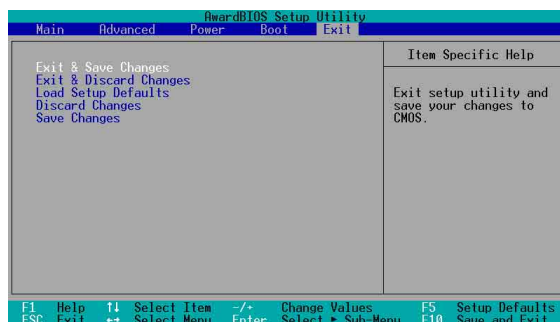 AwardBIOS Setup Utility
Main Advanced Power Boot Exit
Item Specific Help
Exit & Save Changes
Exit & Discard Changes
Load Setup Defaults
Discard Changes
Save Changes
Exit setup utility and
save your changes to
CMOS.
F1 Help ↑↓ Select Item -/+ Change Values F5 Setup Defaults
ESC Exit ←→ Select Menu Enter Select ► Sub-Menu F10 Save and Exit